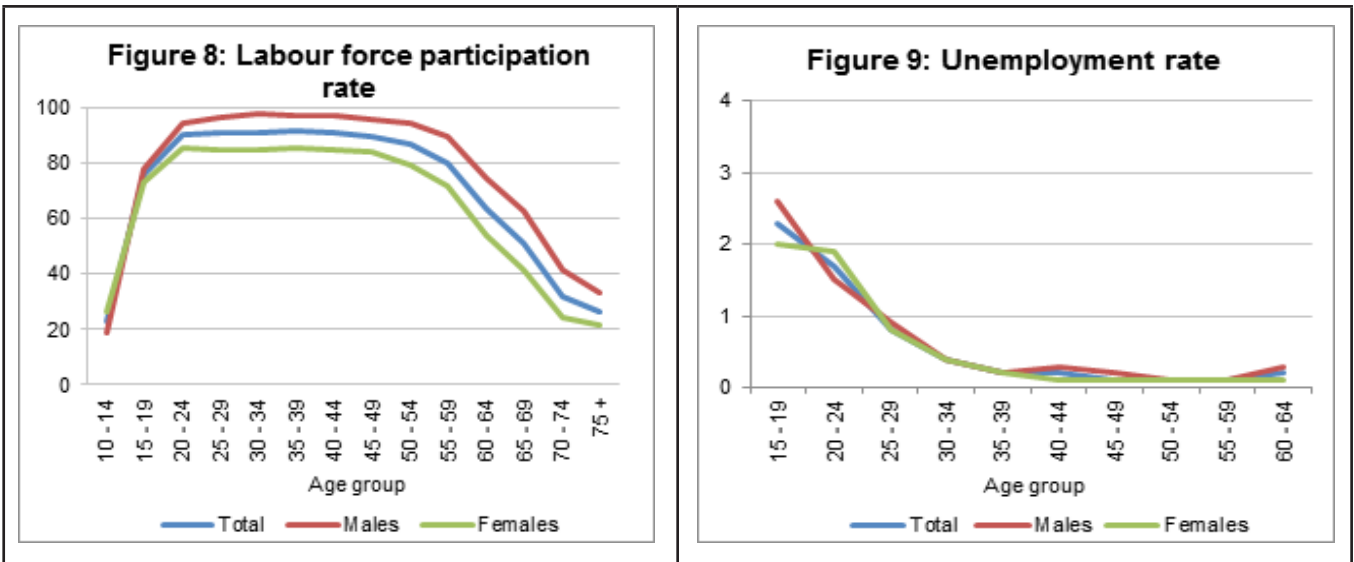 Figure 8: Labour force participation
rate
100
80
60
40
20
0
10 - 14
15 - 19
20 - 24
25 - 29
30 - 34
35 - 39
40 - 44
45 - 49
50 - 54
55 - 59
60 - 64
65 - 69
70 - 74
75 +
Age group
Total Males Females
Figure 9: Unemployment rate
4
3
2
1
0
15 - 19
20 - 24
25 - 29
30 - 34
35 - 39
40 - 44
45 - 49
50 - 54
55 - 59
60 - 64
Age group
Total Males Females